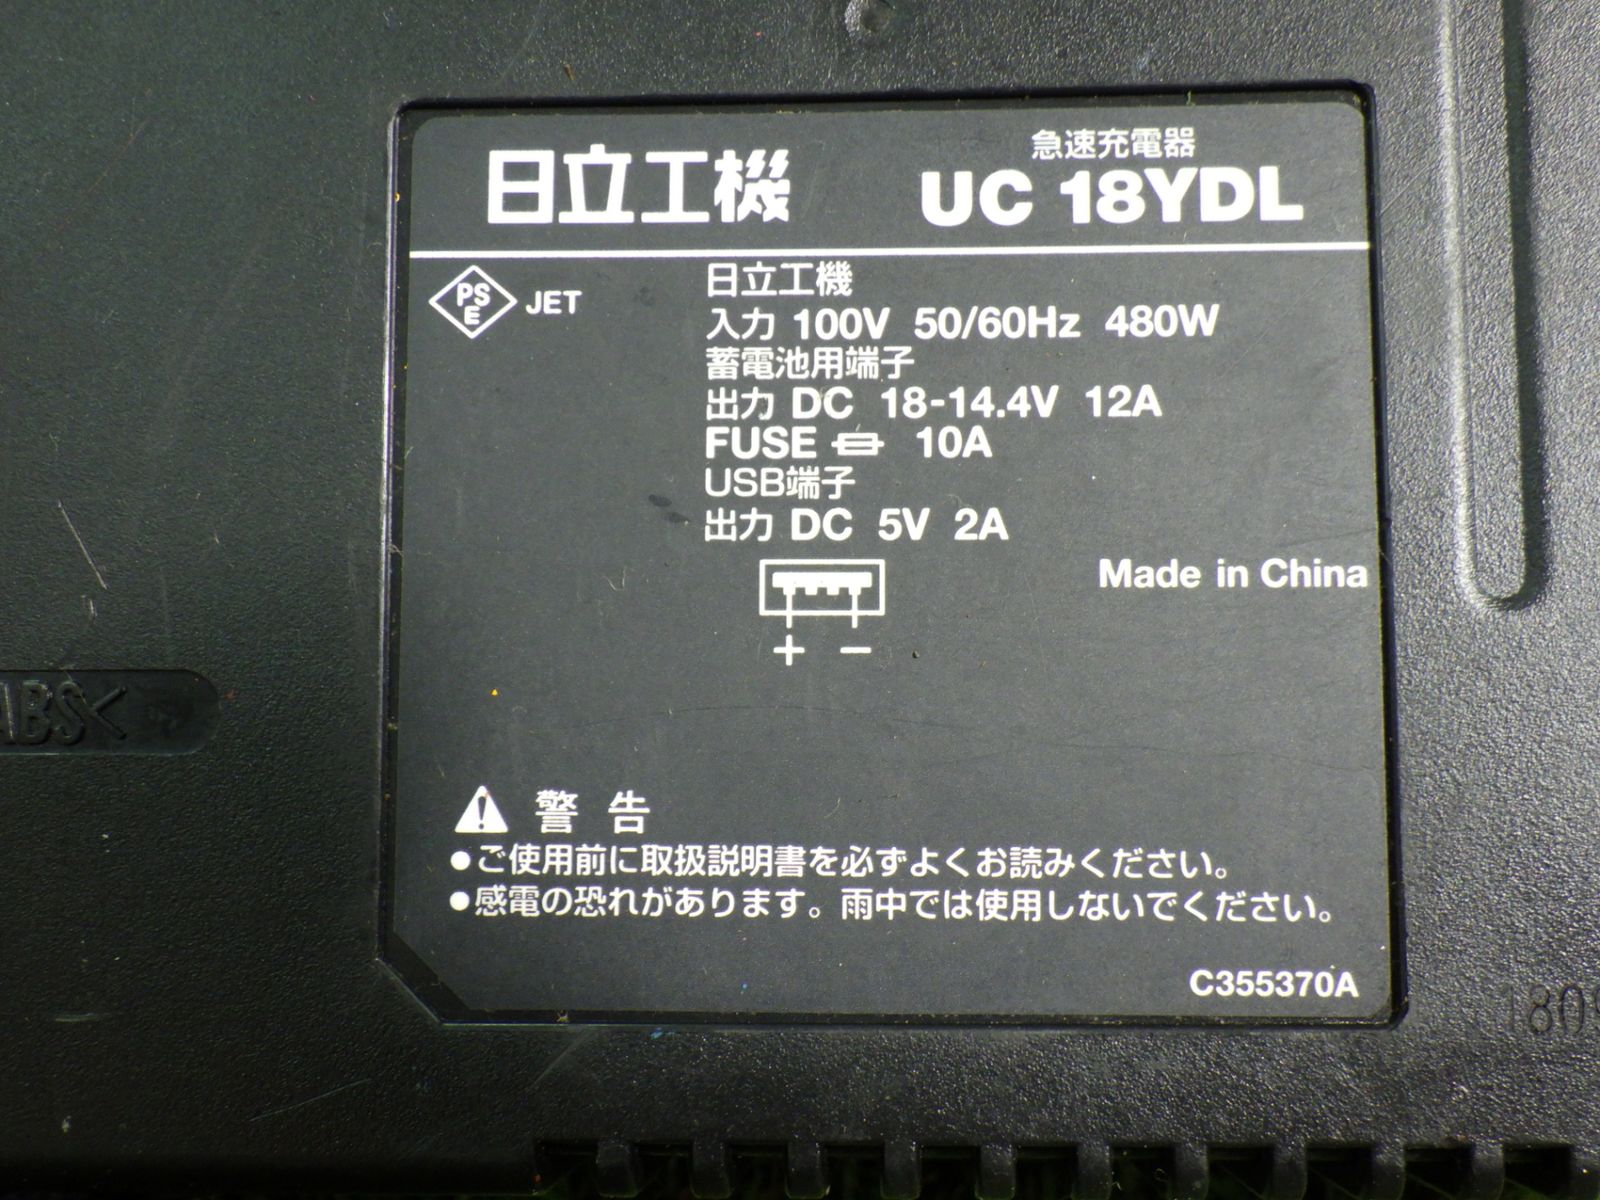 日立工機
急速充電器
UC 18YDL
PS
E
JET
日立工機
入力 100V 50/60Hz 480W
蓄電池用端子
出力 DC 18-14.4V 12A
FUSE 10A
USB端子
出力 DC 5V 2A
+ −
Made in China
ABS<
警告
●ご使用前に取扱説明書を必ずよくお読みください。
●感電の恐れがあります。雨中では使用しないでください。
C355370A